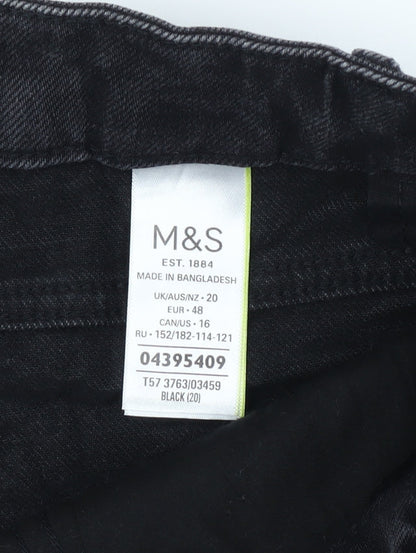 M&S
EST. 1884
MADE IN BANGLADESH
UK/AUS/NZ • 20
EUR • 48
CAN/US • 16
RU • 152/182-114-121
04395409
T57 3763/03459
BLACK (20)